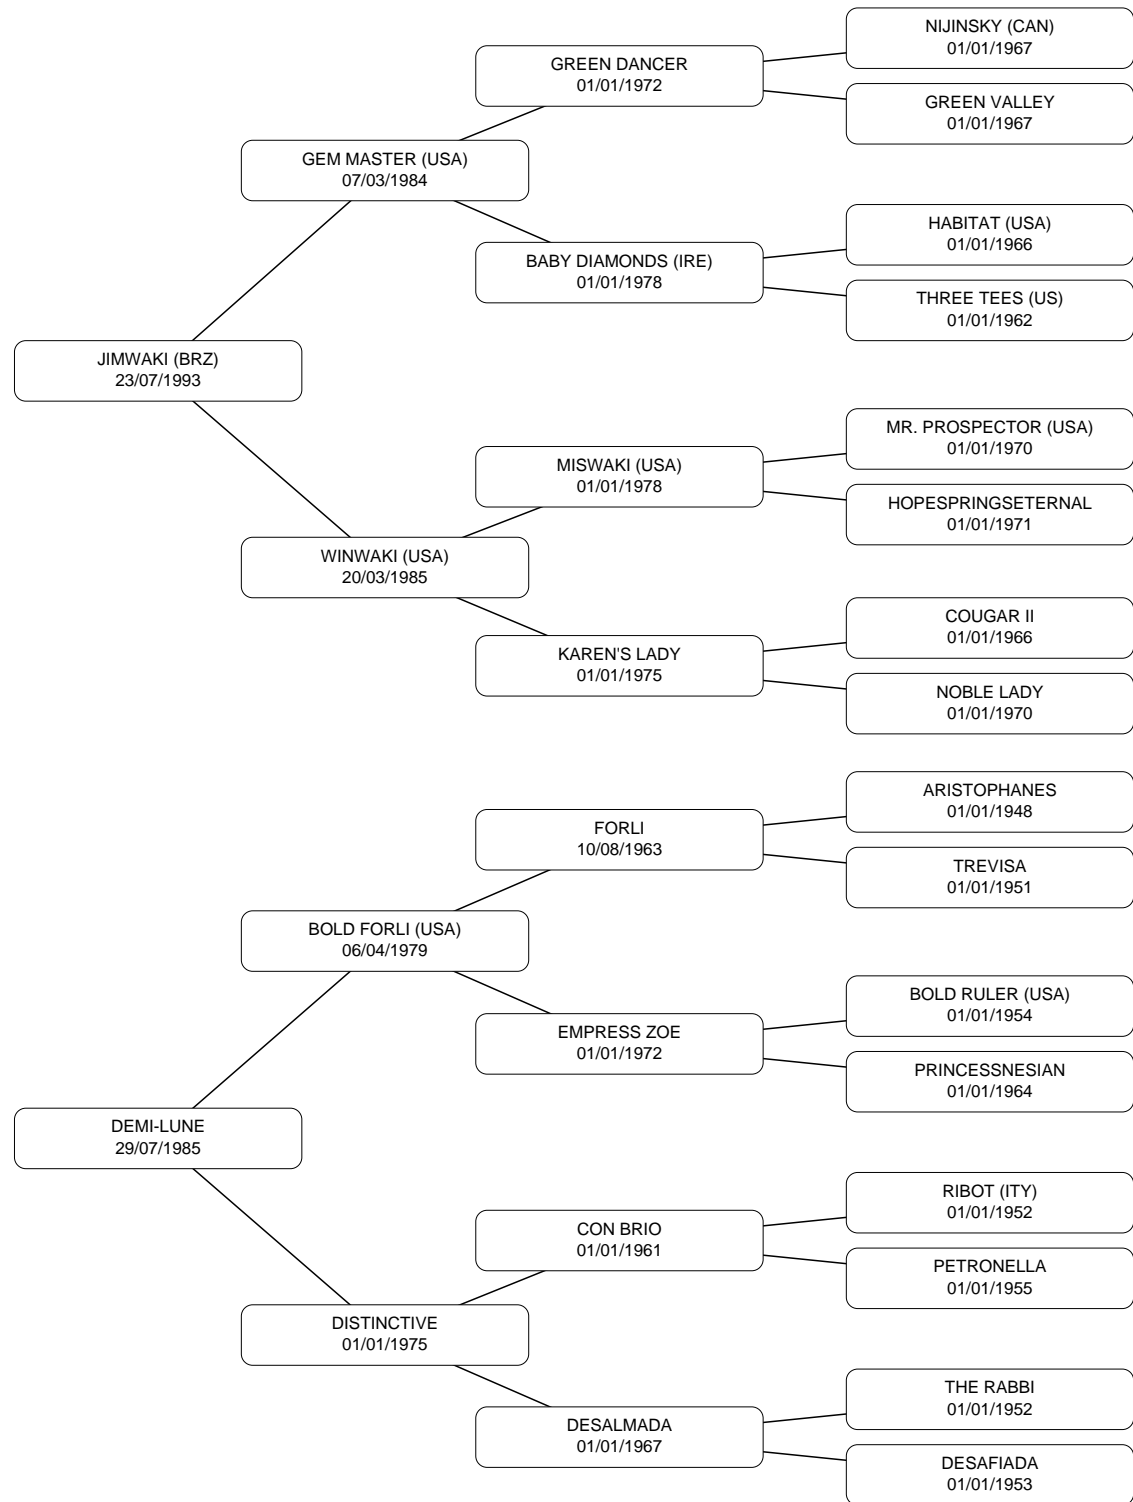 NIJINSKY (CAN)
01/01/1967
GREEN DANCER
01/01/1972
GREEN VALLEY
01/01/1967
GEM MASTER (USA)
07/03/1984
HABITAT (USA)
01/01/1966
BABY DIAMONDS (IRE)
01/01/1978
THREE TEES (US)
01/01/1962
JIMWAKI (BRZ)
23/07/1993
MR. PROSPECTOR (USA)
01/01/1970
MISWAKI (USA)
01/01/1978
HOPESPRINGSETERNAL
01/01/1971
WINWAKI (USA)
20/03/1985
COUGAR II
01/01/1966
KAREN'S LADY
01/01/1975
NOBLE LADY
01/01/1970
ARISTOPHANES
01/01/1948
FORLI
10/08/1963
TREVISA
01/01/1951
BOLD FORLI (USA)
06/04/1979
BOLD RULER (USA)
01/01/1954
EMPRESS ZOE
01/01/1972
PRINCESSNESIAN
01/01/1964
DEMI-LUNE
29/07/1985
RIBOT (ITY)
01/01/1952
CON BRIO
01/01/1961
PETRONELLA
01/01/1955
DISTINCTIVE
01/01/1975
THE RABBI
01/01/1952
DESALMADA
01/01/1967
DESAFIADA
01/01/1953